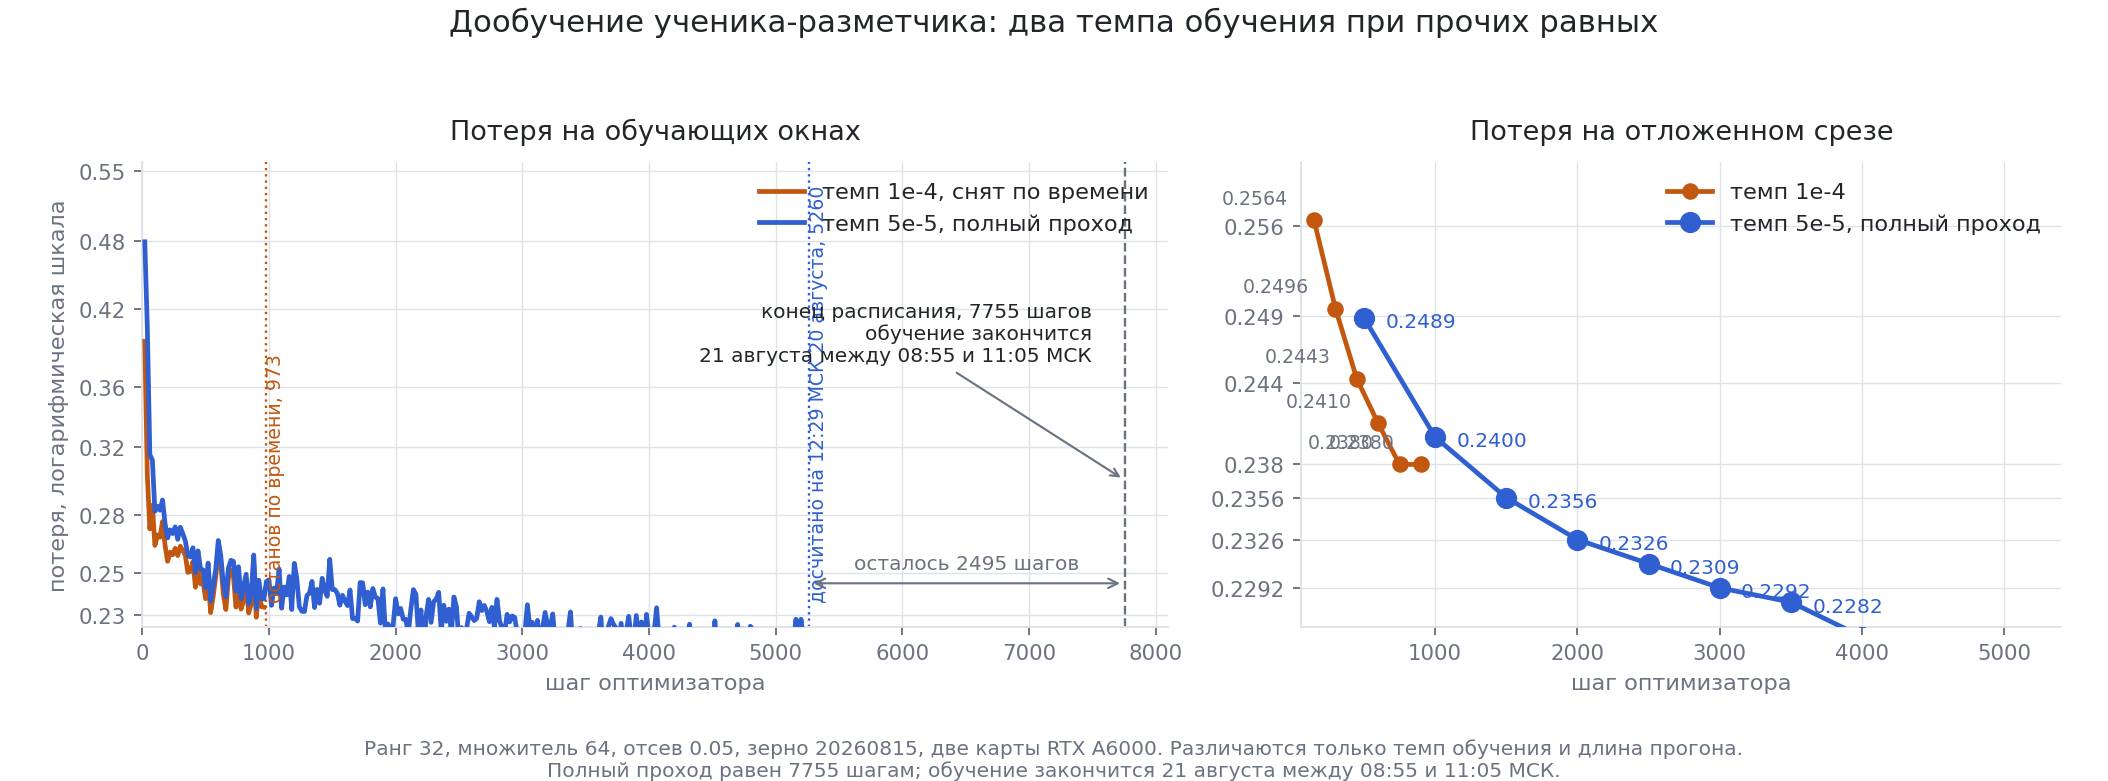 Дообучение ученика-разметчика: два темпа обучения при прочих равных
Потеря на обучающих окнах
потеря, логарифмическая шкала
0.55
0.48
0.42
0.36
0.32
0.28
0.25
0.23
темп 1e-4, снят по времени
темп 5e-5, полный проход
останов по времени, 973
досчитано на 12:29 МСК 20 августа, 5260
конец расписания, 7755 шагов
обучение закончится
21 августа между 08:55 и 11:05 МСК
осталось 2495 шагов
0
1000
2000
3000
4000
5000
6000
7000
8000
шаг оптимизатора
Потеря на отложенном срезе
0.256
0.249
0.244
0.238
0.2356
0.2326
0.2292
темп 1e-4
темп 5e-5, полный проход
0.2564
0.2496
0.2443
0.2410
0.2380
0.2380
0.2489
0.2400
0.2356
0.2326
0.2309
0.2292
0.2282
1000
2000
3000
4000
5000
шаг оптимизатора
Ранг 32, множитель 64, отсев 0.05, зерно 20260815, две карты RTX A6000. Различаются только темп обучения и длина прогона.
Полный проход равен 7755 шагам; обучение закончится 21 августа между 08:55 и 11:05 МСК.